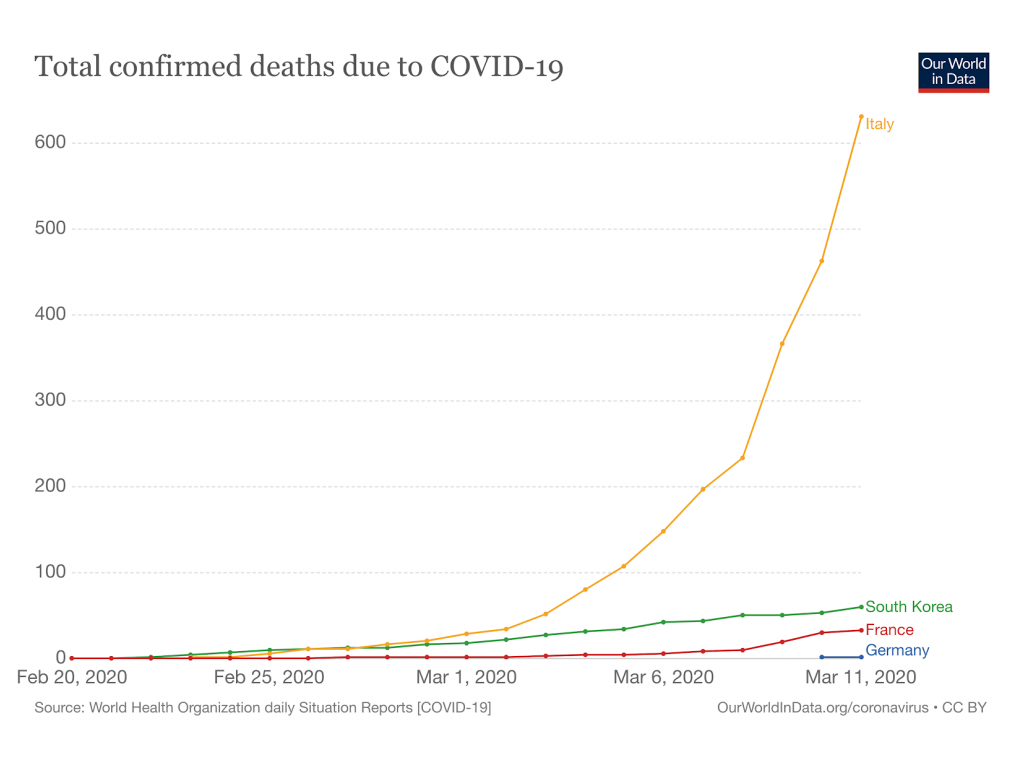 Total confirmed deaths due to COVID-19
Our World
in Data
600
500
400
300
200
100
0
Italy
South Korea
France
Germany
Feb 20, 2020
Feb 25, 2020
Mar 1, 2020
Mar 6, 2020
Mar 11, 2020
Source: World Health Organization daily Situation Reports [COVID-19]
OurWorldInData.org/coronavirus • CC BY